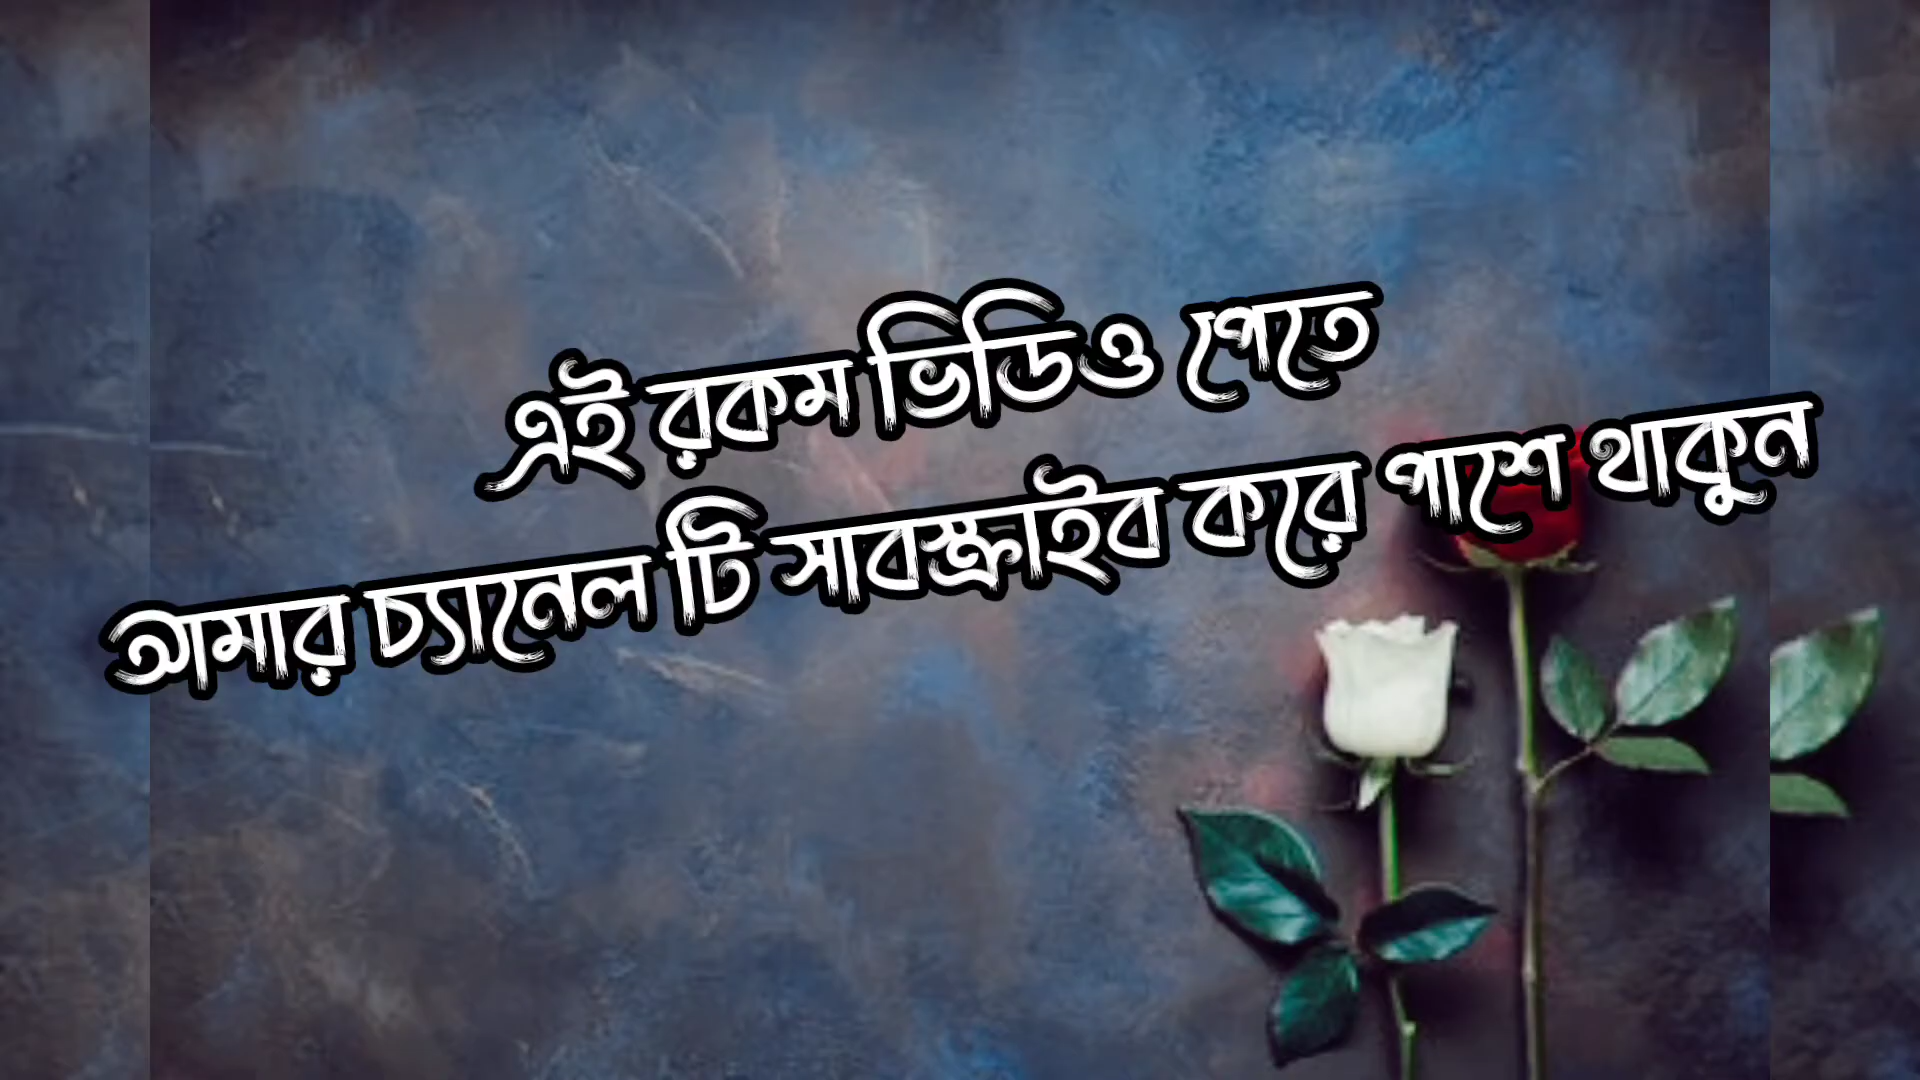 এই রকম ভিডিও পেতে
আমার চ্যানেল টি সাবস্ক্রাইব করে পাশে থাকুন